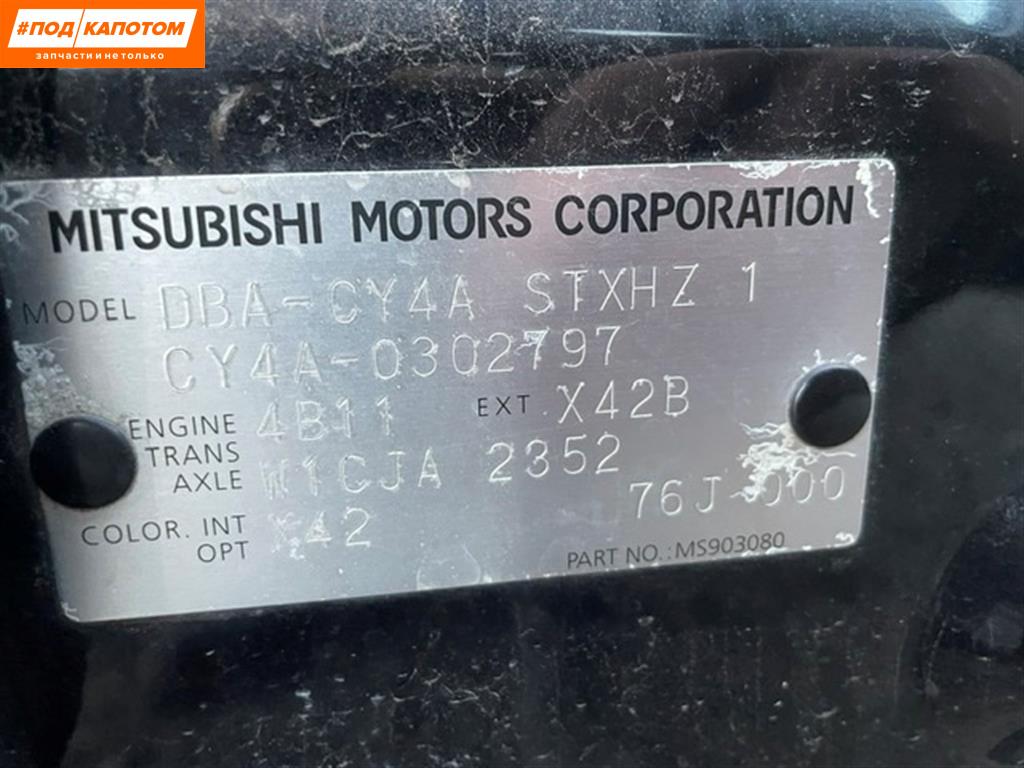 #ПОД КАПОТОМ
запчасти и не только
MITSUBISHI MOTORS CORPORATION
MODEL DBA-CY4A STXHZ 1
CY4A-0302797
ENGINE 4B11 EXT X42B
TRANS AXLE W1CJA 2352
COLOR. INT X42 76J 000
OPT
PART NO.: MS903080